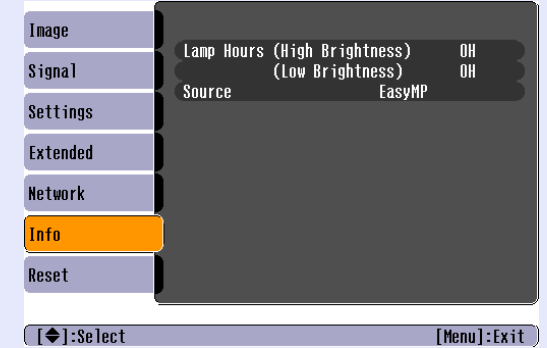 Image
Signal
Settings
Extended
Network
Info
Reset
Lamp Hours (High Brightness) 0H
(Low Brightness) 0H
Source EasyMP
[◆]:Select [Menu]:Exit